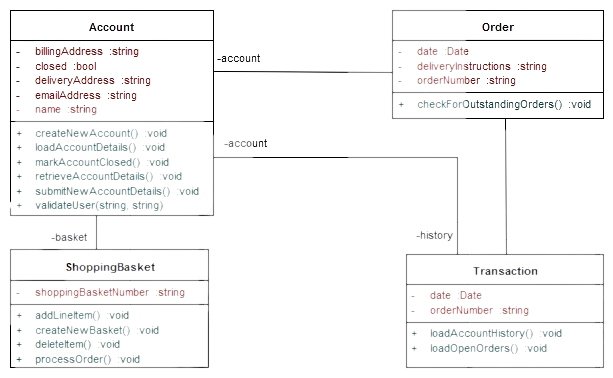 Account
- billingAddress :string
- closed :bool
- deliveryAddress :string
- emailAddress :string
- name :string
+ createNewAccount() :void
+ loadAccountDetails() :void
+ markAccountClosed() :void
+ retrieveAccountDetails() :void
+ submitNewAccountDetails() :void
+ validateUser(string, string)
-account
Order
- date :Date
- deliveryInstructions :string
- orderNumber :string
+ checkForOutstandingOrders() :void
-account
-basket
-history
ShoppingBasket
- shoppingBasketNumber :string
+ addLineItem() :void
+ createNewBasket() :void
+ deleteItem() :void
+ processOrder() :void
Transaction
- date :Date
- orderNumber :string
+ loadAccountHistory() :void
+ loadOpenOrders() :void